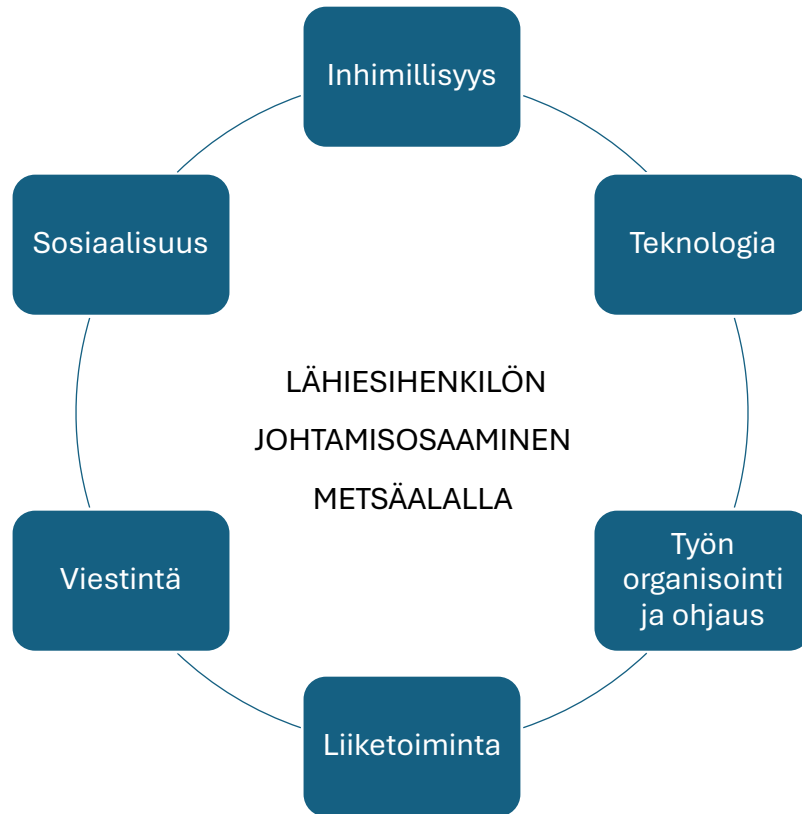 Inhimillisyys
Sosiaalisuus
Teknologia
LÄHIESIHENKILÖN
JOHTAMISOSAAMINEN
METSÄALALLA
Viestintä
Työn
organisointi
ja ohjaus
Liiketoiminta